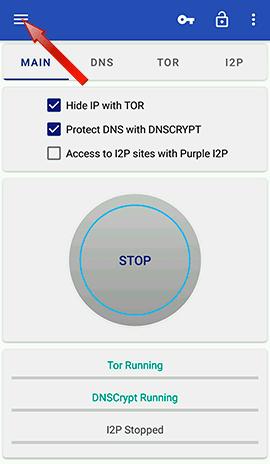 MAIN DNS TOR I2P
Hide IP with TOR
Protect DNS with DNSCRYPT
Access to I2P sites with Purple I2P
STOP
Tor Running
DNSCrypt Running
I2P Stopped